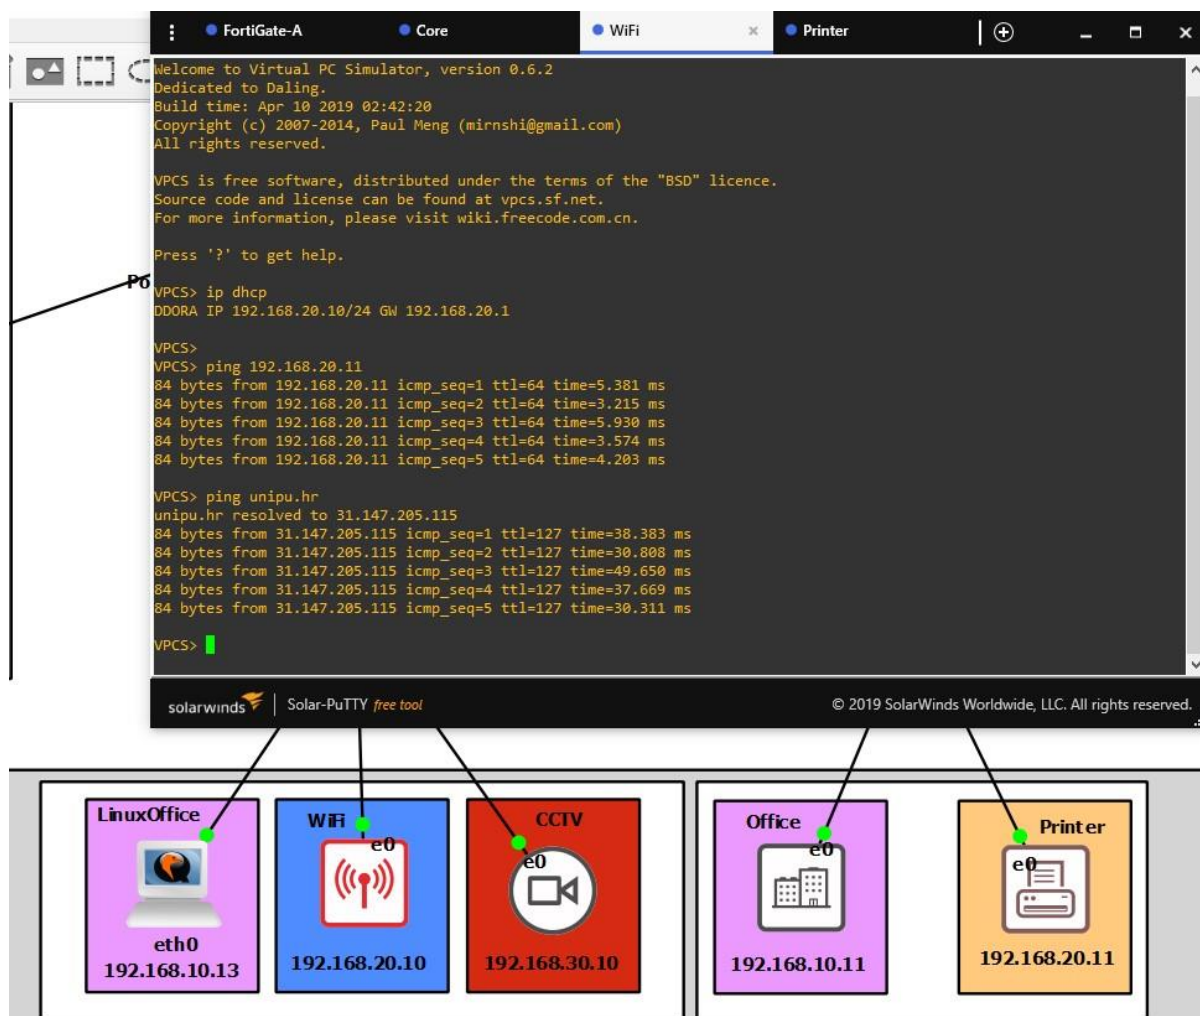 FortiGate-A
Core
WiFi
Printer
Welcome to Virtual PC Simulator, version 0.6.2
Dedicated to Daling.
Build time: Apr 10 2019 02:42:20
Copyright (c) 2007-2014, Paul Meng (mirnshi@gmail.com)
All rights reserved.
VPCS is free software, distributed under the terms of the "BSD" licence.
Source code and license can be found at vpcs.sf.net.
For more information, please visit wiki.freecode.com.cn.
Press '?' to get help.
Po
VPCS> ip dhcp
DDORA IP 192.168.20.10/24 GW 192.168.20.1
VPCS>
VPCS> ping 192.168.20.11
84 bytes from 192.168.20.11 icmp_seq=1 ttl=64 time=5.381 ms
84 bytes from 192.168.20.11 icmp_seq=2 ttl=64 time=3.215 ms
84 bytes from 192.168.20.11 icmp_seq=3 ttl=64 time=5.930 ms
84 bytes from 192.168.20.11 icmp_seq=4 ttl=64 time=3.574 ms
84 bytes from 192.168.20.11 icmp_seq=5 ttl=64 time=4.203 ms
VPCS> ping unipu.hr
unipu.hr resolved to 31.147.205.115
84 bytes from 31.147.205.115 icmp_seq=1 ttl=127 time=38.383 ms
84 bytes from 31.147.205.115 icmp_seq=2 ttl=127 time=30.808 ms
84 bytes from 31.147.205.115 icmp_seq=3 ttl=127 time=49.650 ms
84 bytes from 31.147.205.115 icmp_seq=4 ttl=127 time=37.669 ms
84 bytes from 31.147.205.115 icmp_seq=5 ttl=127 time=30.311 ms
VPCS>
solarwinds
Solar-PuTTY free tool
© 2019 SolarWinds Worldwide, LLC. All rights reserved.
LinuxOffice
eth0
192.168.10.13
WiFi
e0
192.168.20.10
CCTV
e0
192.168.30.10
Office
e0
192.168.10.11
Printer
e0
192.168.20.11